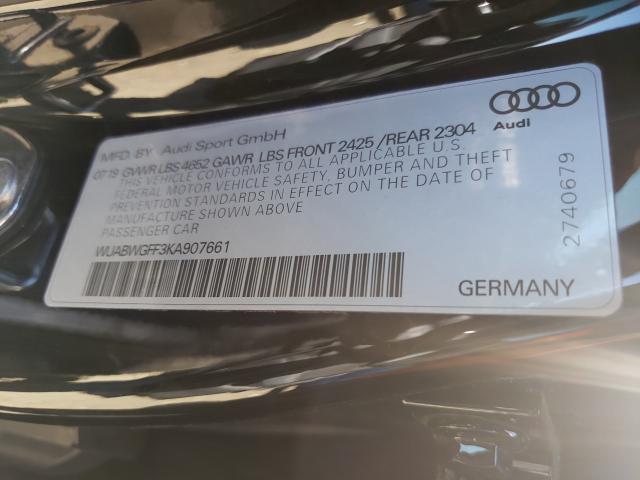 MFD. BY Audi Sport GmbH
07/19 GVWR LBS 4652 GAWR LBS FRONT 2425 /REAR 2304
THIS VEHICLE CONFORMS TO ALL APPLICABLE U.S.
FEDERAL MOTOR VEHICLE SAFETY, BUMPER AND THEFT
PREVENTION STANDARDS IN EFFECT ON THE DATE OF
MANUFACTURE SHOWN ABOVE
PASSENGER CAR
WUABWGFF3KA907661
Audi
2740679
GERMANY